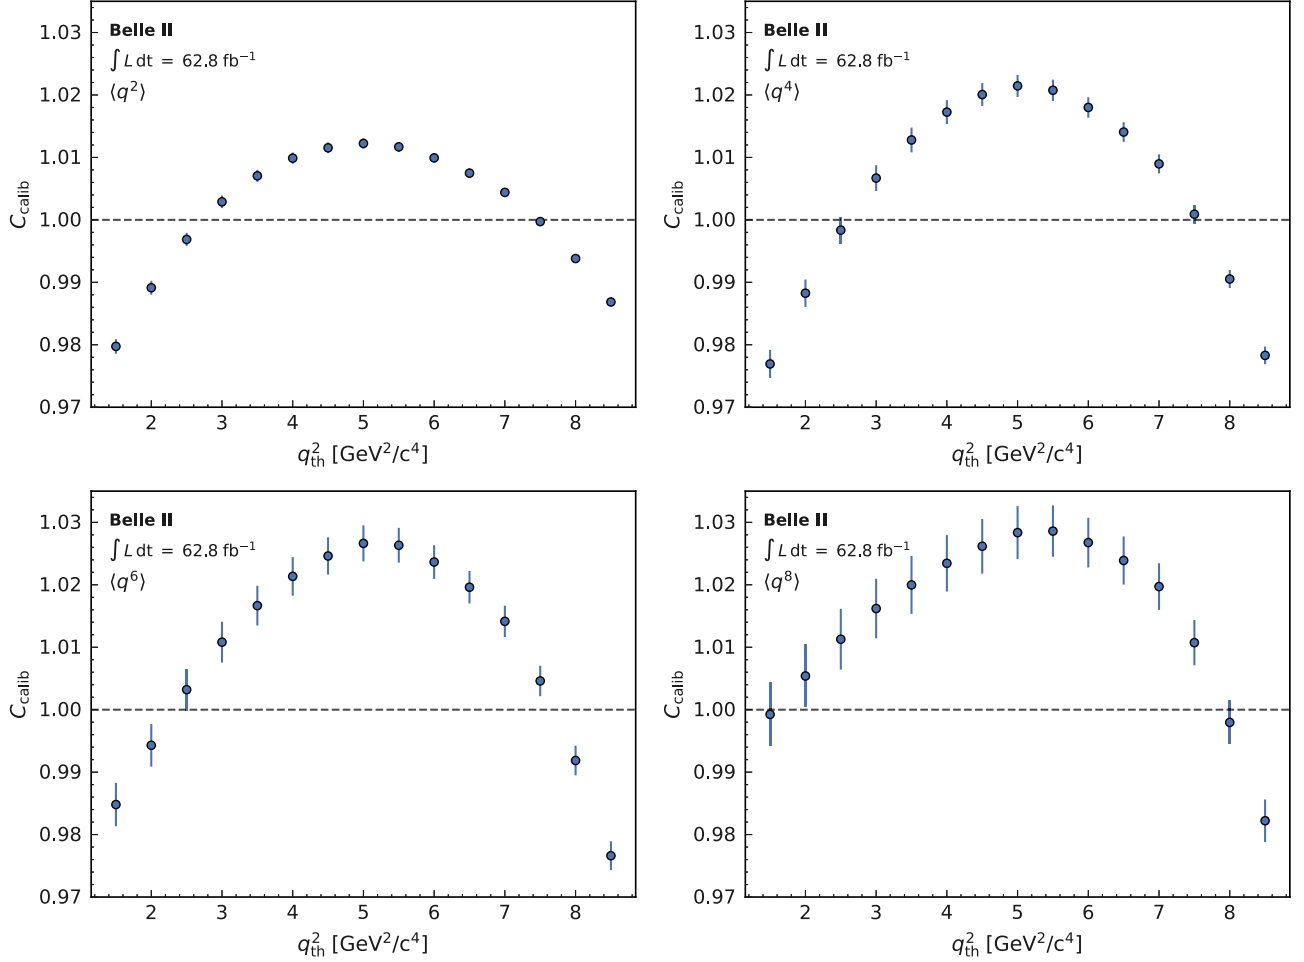 Belle II
∫ L dt = 62.8 fb⁻¹
⟨q²⟩
1.03
1.02
1.01
1.00
0.99
0.98
0.97
C_calib
2 3 4 5 6 7 8
q²_th [GeV²/c⁴]
Belle II
∫ L dt = 62.8 fb⁻¹
⟨q⁴⟩
1.03
1.02
1.01
1.00
0.99
0.98
0.97
C_calib
2 3 4 5 6 7 8
q²_th [GeV²/c⁴]
Belle II
∫ L dt = 62.8 fb⁻¹
⟨q⁶⟩
1.03
1.02
1.01
1.00
0.99
0.98
0.97
C_calib
2 3 4 5 6 7 8
q²_th [GeV²/c⁴]
Belle II
∫ L dt = 62.8 fb⁻¹
⟨q⁸⟩
1.03
1.02
1.01
1.00
0.99
0.98
0.97
C_calib
2 3 4 5 6 7 8
q²_th [GeV²/c⁴]